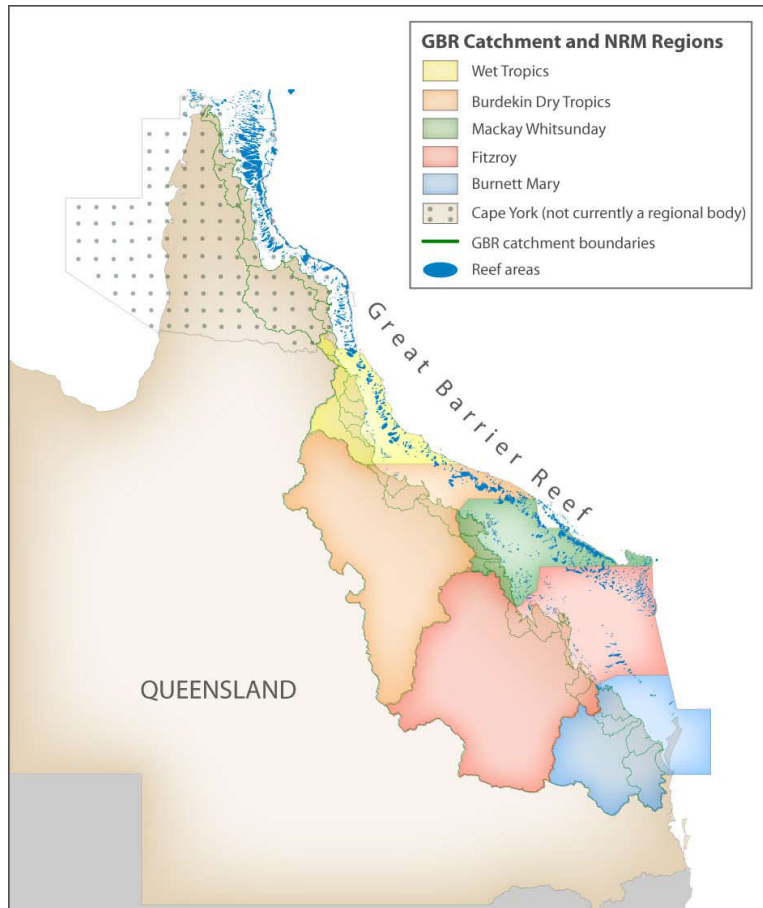 GBR Catchment and NRM Regions
Wet Tropics
Burdekin Dry Tropics
Mackay Whitsunday
Fitzroy
Burnett Mary
Cape York (not currently a regional body)
GBR catchment boundaries
Reef areas
Great Barrier Reef
QUEENSLAND